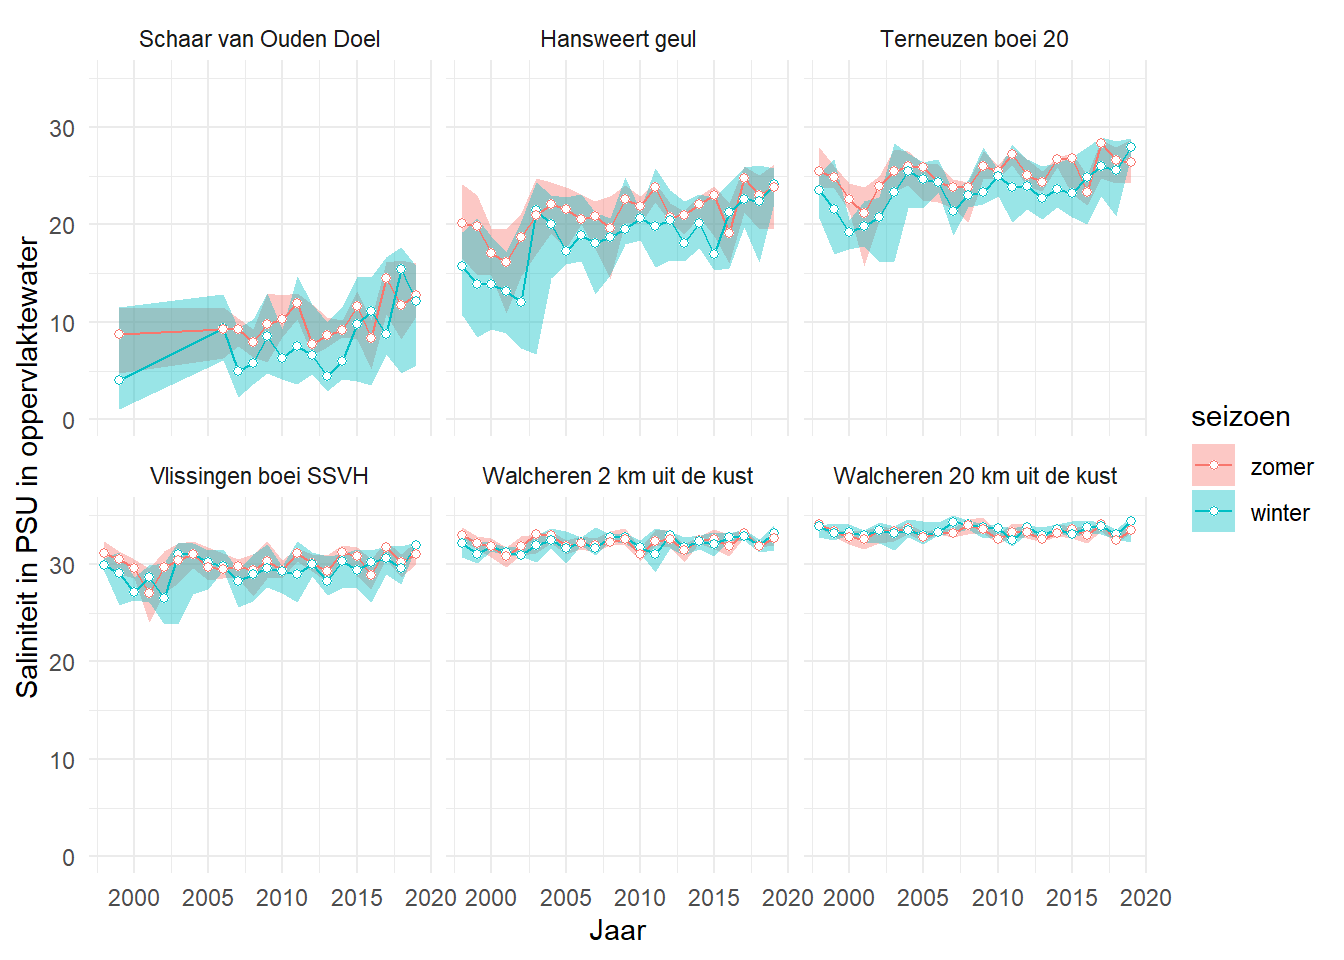 Schaar van Ouden Doel
Hansweert geul
Terneuzen boei 20
30
20
10
0
Vlissingen boei SSVH
Walcheren 2 km uit de kust
Walcheren 20 km uit de kust
30
20
10
0
2000 2005 2010 2015 2020
2000 2005 2010 2015 2020
2000 2005 2010 2015 2020
Jaar
Saliniteit in PSU in oppervlaktewater
seizoen
zomer
winter